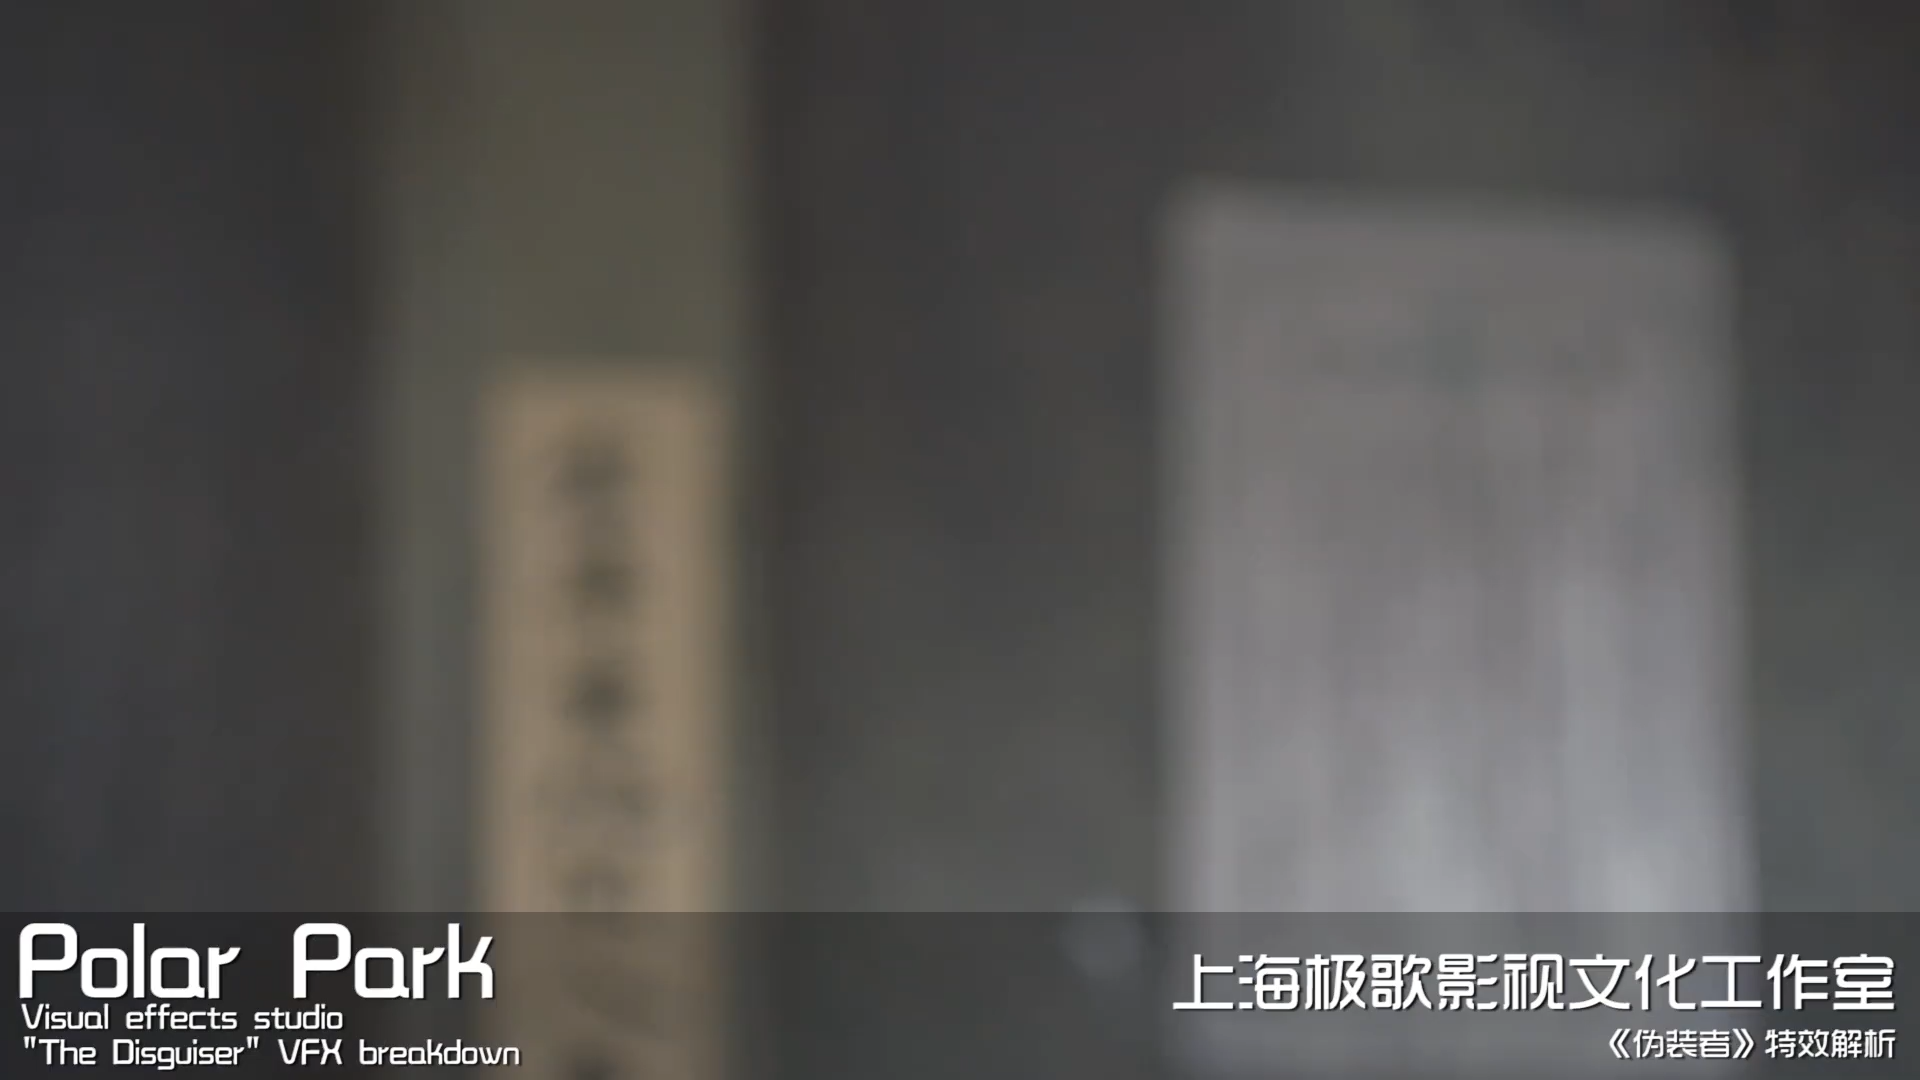 Polar Park
Visual effects studio
"The Disguiser" VFX breakdown
上海极歌影视文化工作室
《伪装者》特效解析